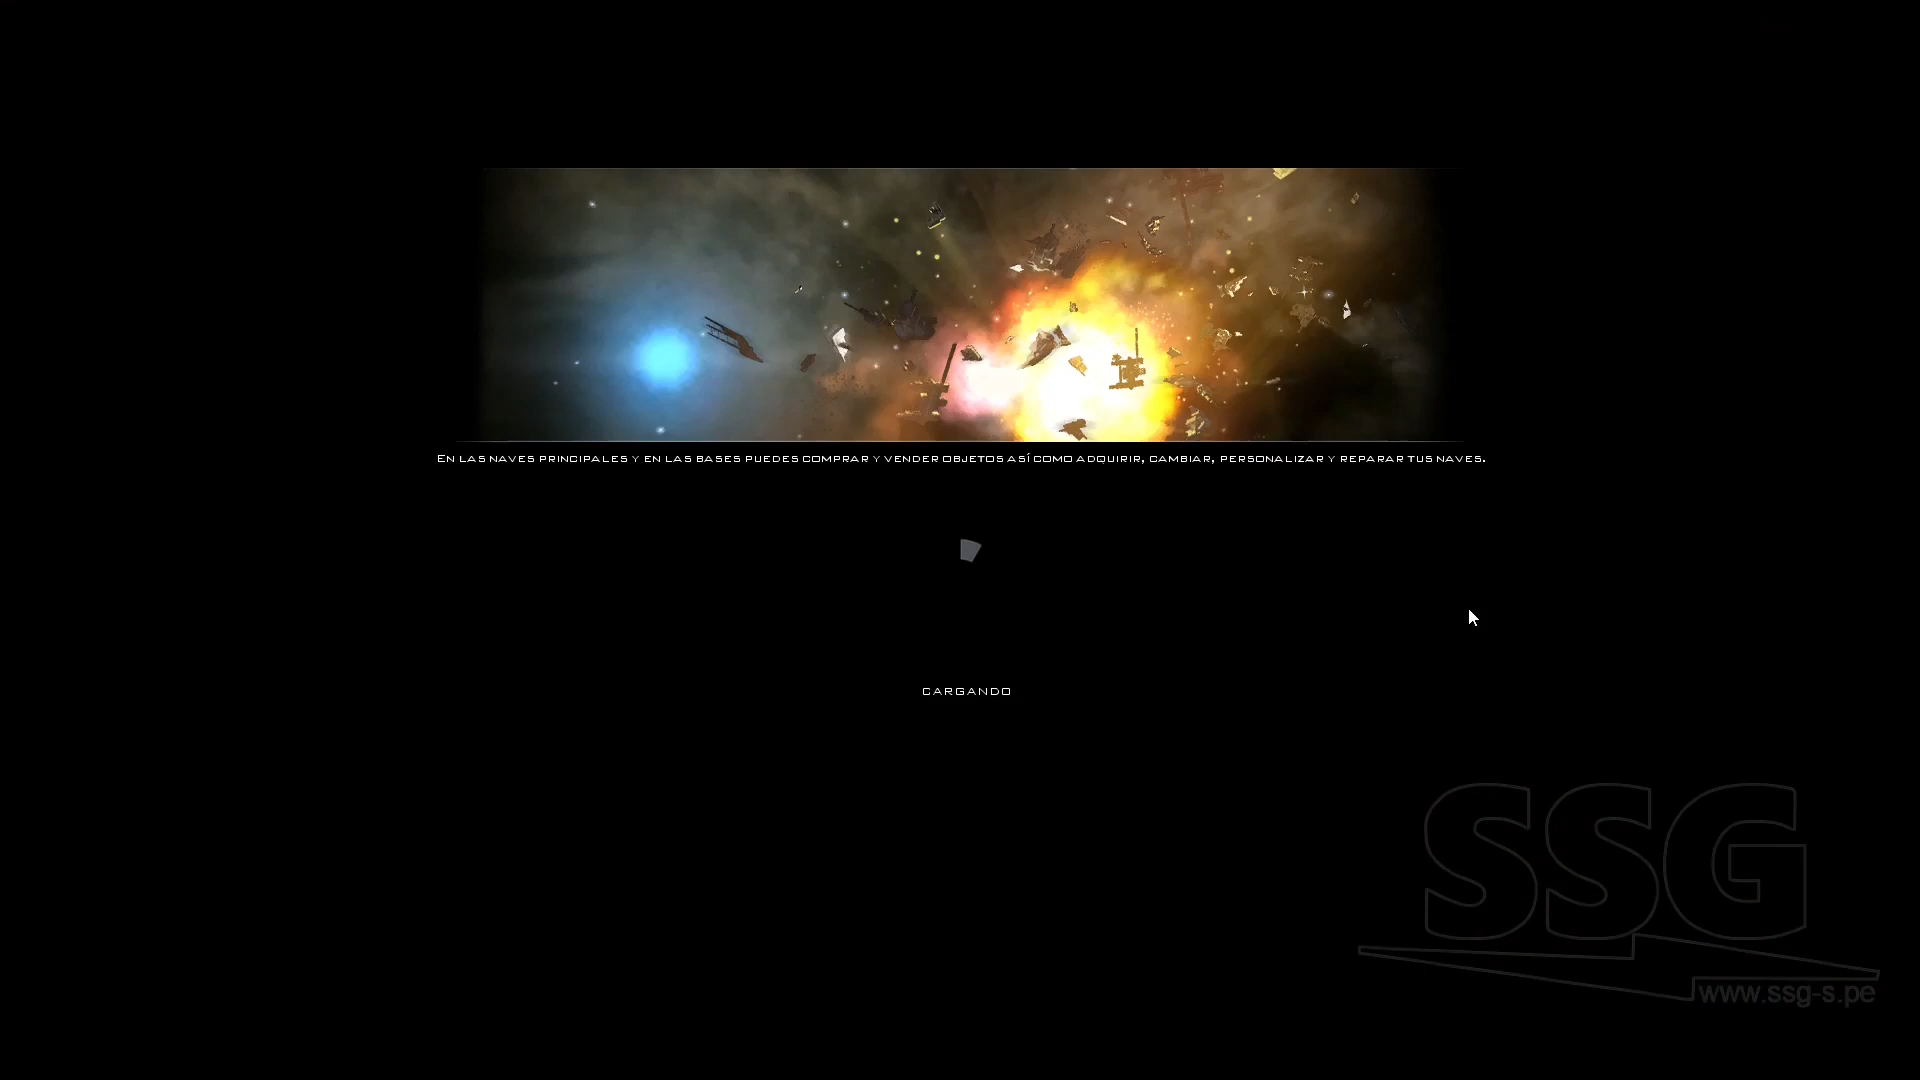 En las naves principales y en las bases puedes comprar y vender objetos así como adquirir, cambiar, personalizar y reparar tus naves.
CARGANDO
SSG
www.ssg-s.pe